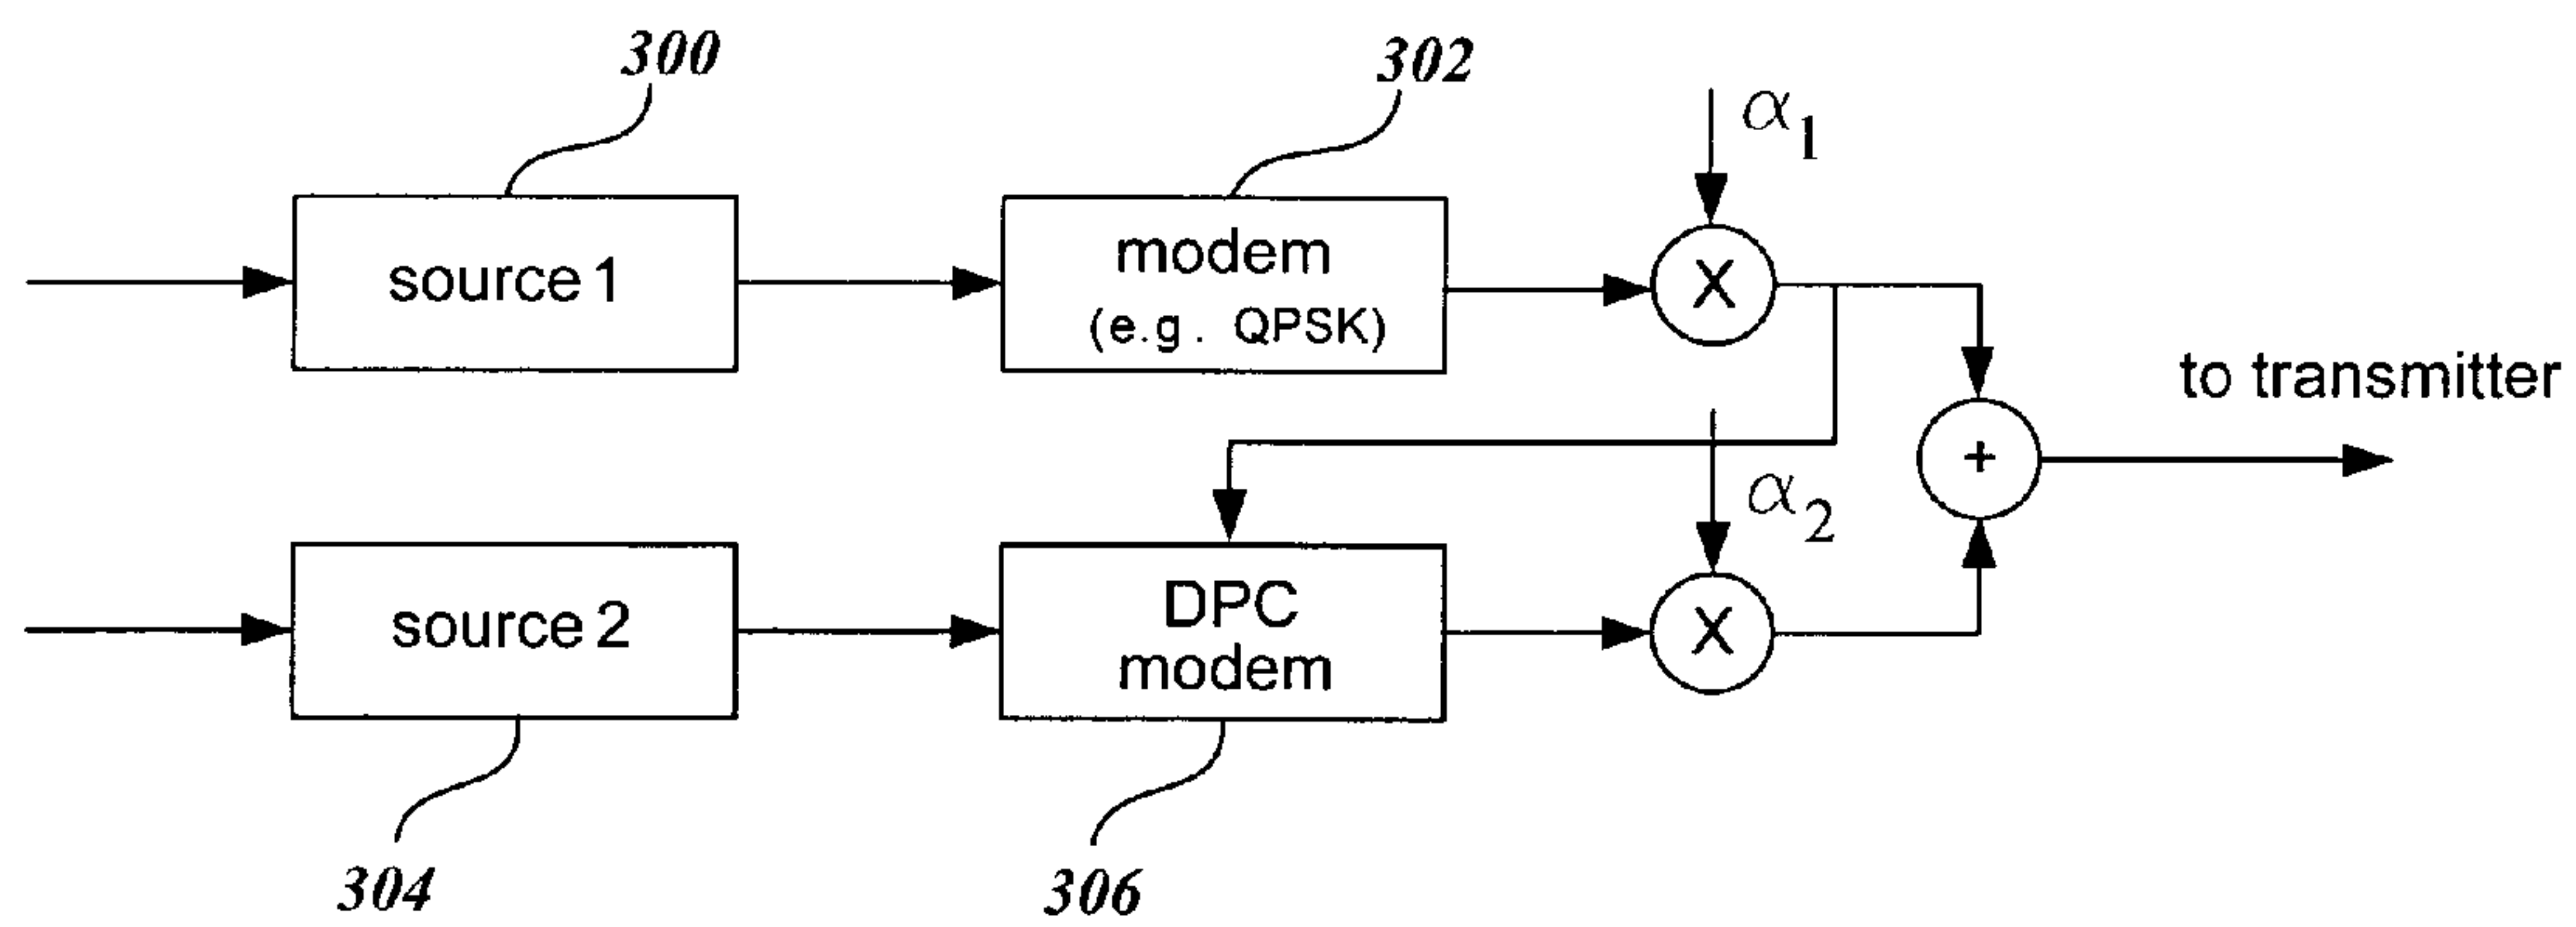 300
302
α1
source 1
modem
(e.g. QPSK)
X
to transmitter
+
α2
source 2
DPC
modem
X
304
306